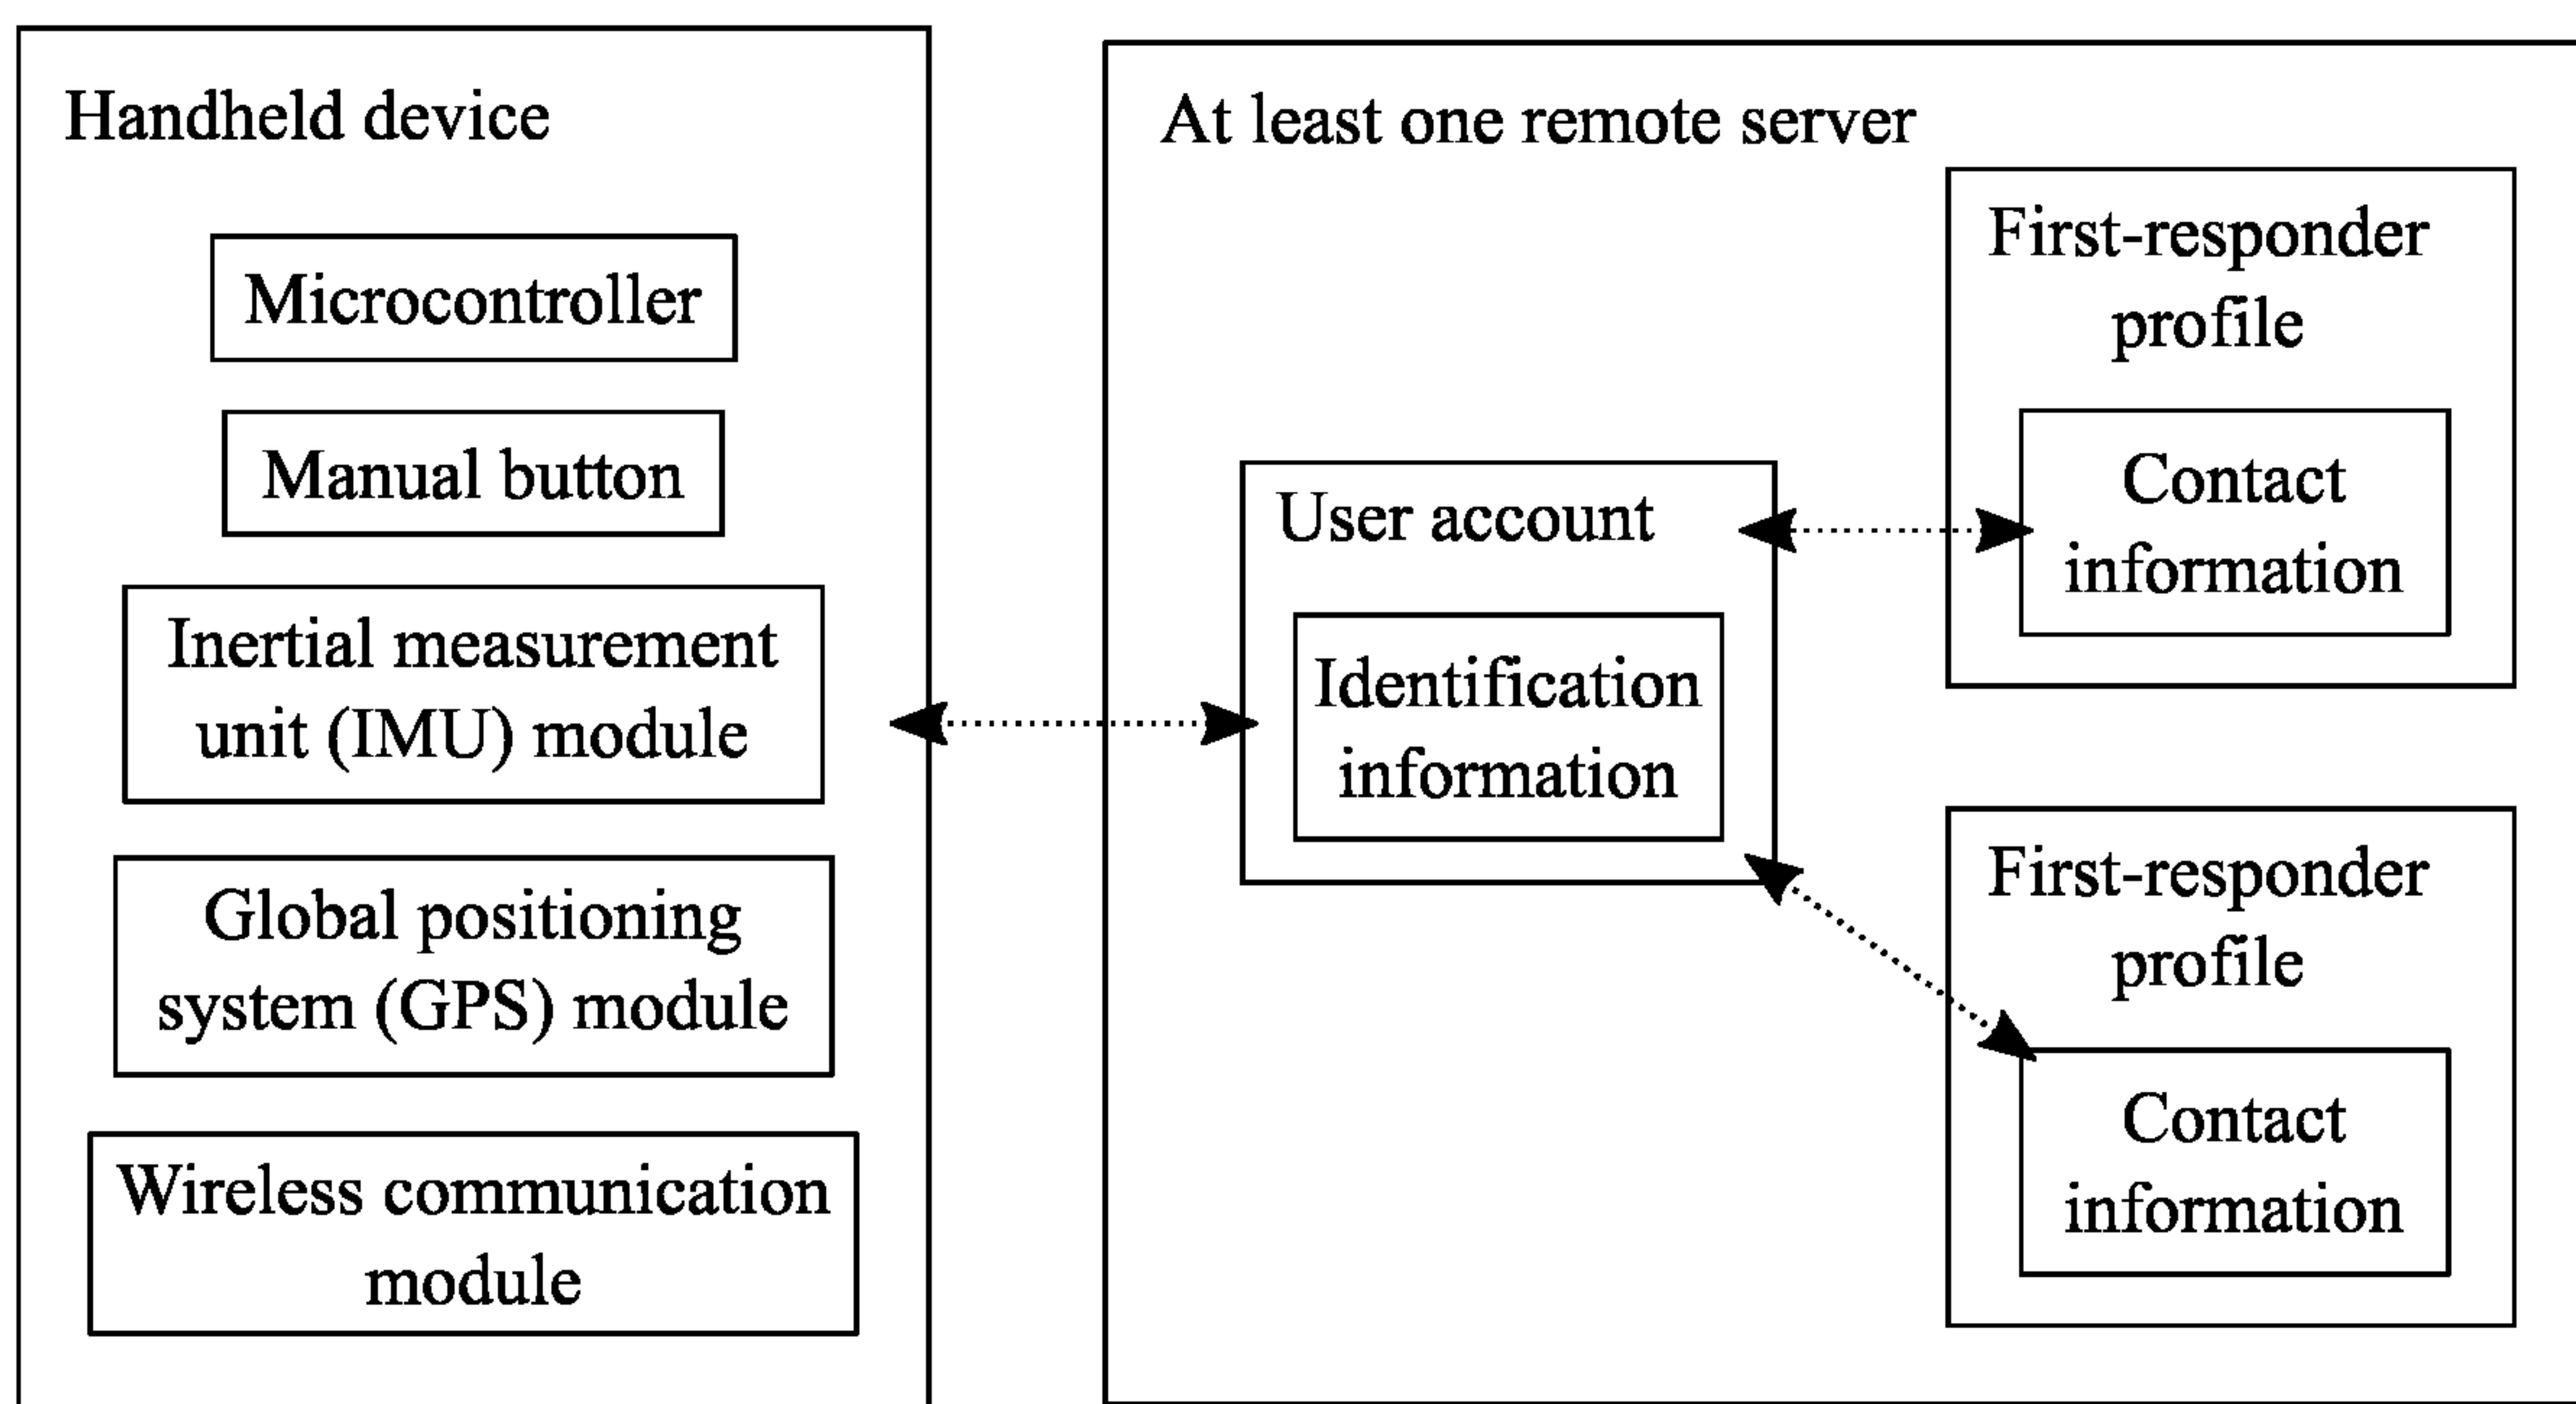 Handheld device
Microcontroller
Manual button
Inertial measurement
unit (IMU) module
Global positioning
system (GPS) module
Wireless communication
module
At least one remote server
User account
Identification
information
First-responder
profile
Contact
information
First-responder
profile
Contact
information